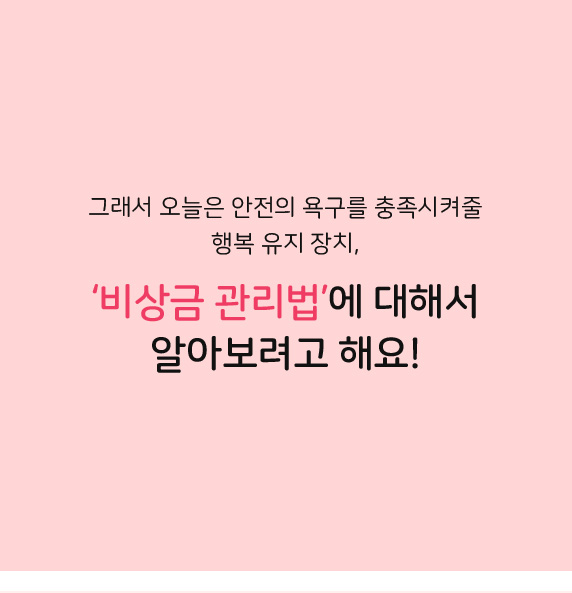 그래서 오늘은 안전의 욕구를 충족시켜줄
행복 유지 장치,
‘비상금 관리법’에 대해서
알아보려고 해요!